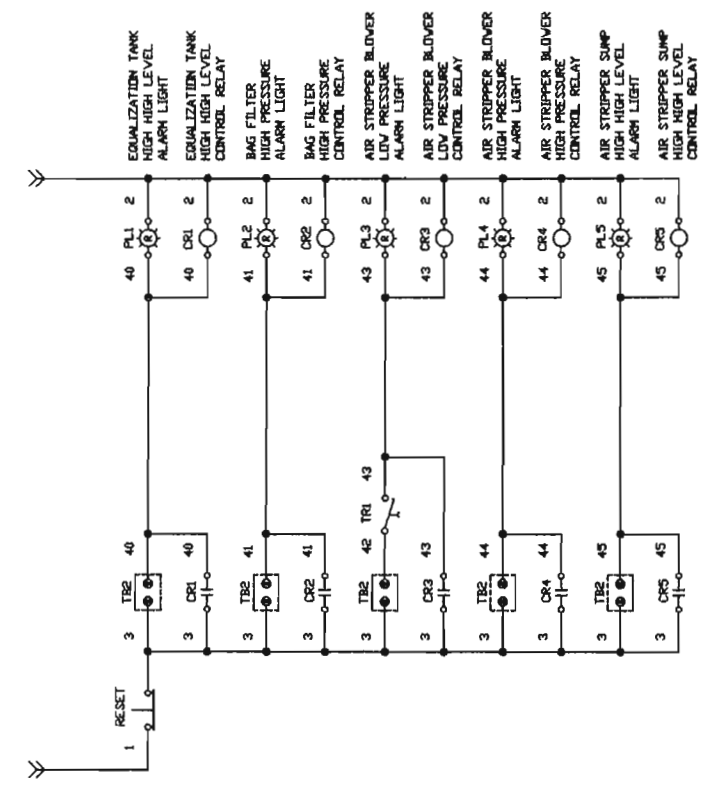 1 RESET 3 TB2 40 40 PL1 2 EQUALIZATION TANK
HIGH HIGH LEVEL
R ALARM LIGHT
3 CR1 40 40 CR1 2 EQUALIZATION TANK
HIGH HIGH LEVEL
CONTROL RELAY
3 TB2 41 41 PL2 2 BAG FILTER
R HIGH PRESSURE
ALARM LIGHT
3 CR2 41 41 CR2 2 BAG FILTER
HIGH PRESSURE
CONTROL RELAY
3 TB2 42 TR1 43 43 PL3 2 AIR STRIPPER BLOWER
R LOW PRESSURE
ALARM LIGHT
3 CR3 43 43 CR3 2 AIR STRIPPER BLOWER
LOW PRESSURE
CONTROL RELAY
3 TB2 44 44 PL4 2 AIR STRIPPER BLOWER
R HIGH PRESSURE
ALARM LIGHT
3 CR4 44 44 CR4 2 AIR STRIPPER BLOWER
HIGH PRESSURE
CONTROL RELAY
3 TB2 45 45 PL5 2 AIR STRIPPER SUMP
R HIGH HIGH LEVEL
ALARM LIGHT
3 CR5 45 45 CR5 2 AIR STRIPPER SUMP
HIGH HIGH LEVEL
CONTROL RELAY